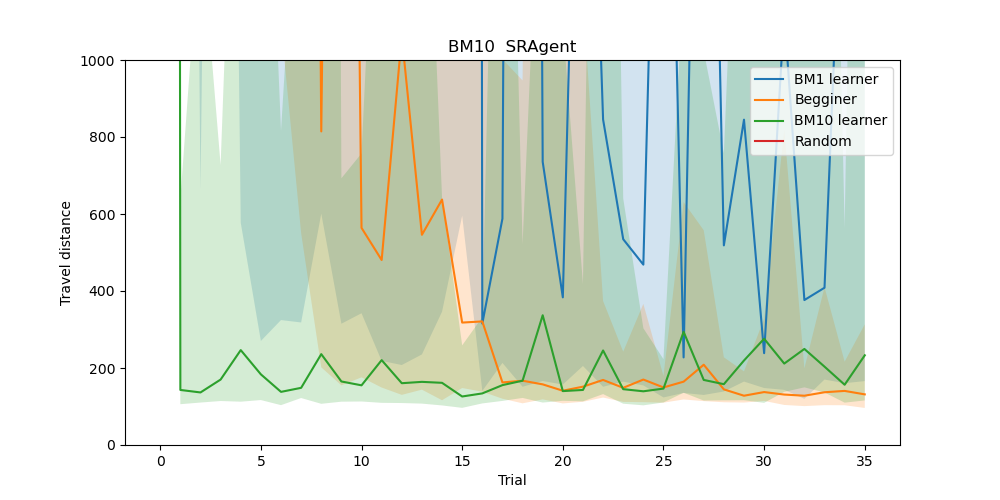 BM10  SRAgent
1000
800
600
400
200
0
Travel distance
0 5 10 15 20 25 30 35
Trial
BM1 learner
Begginer
BM10 learner
Random